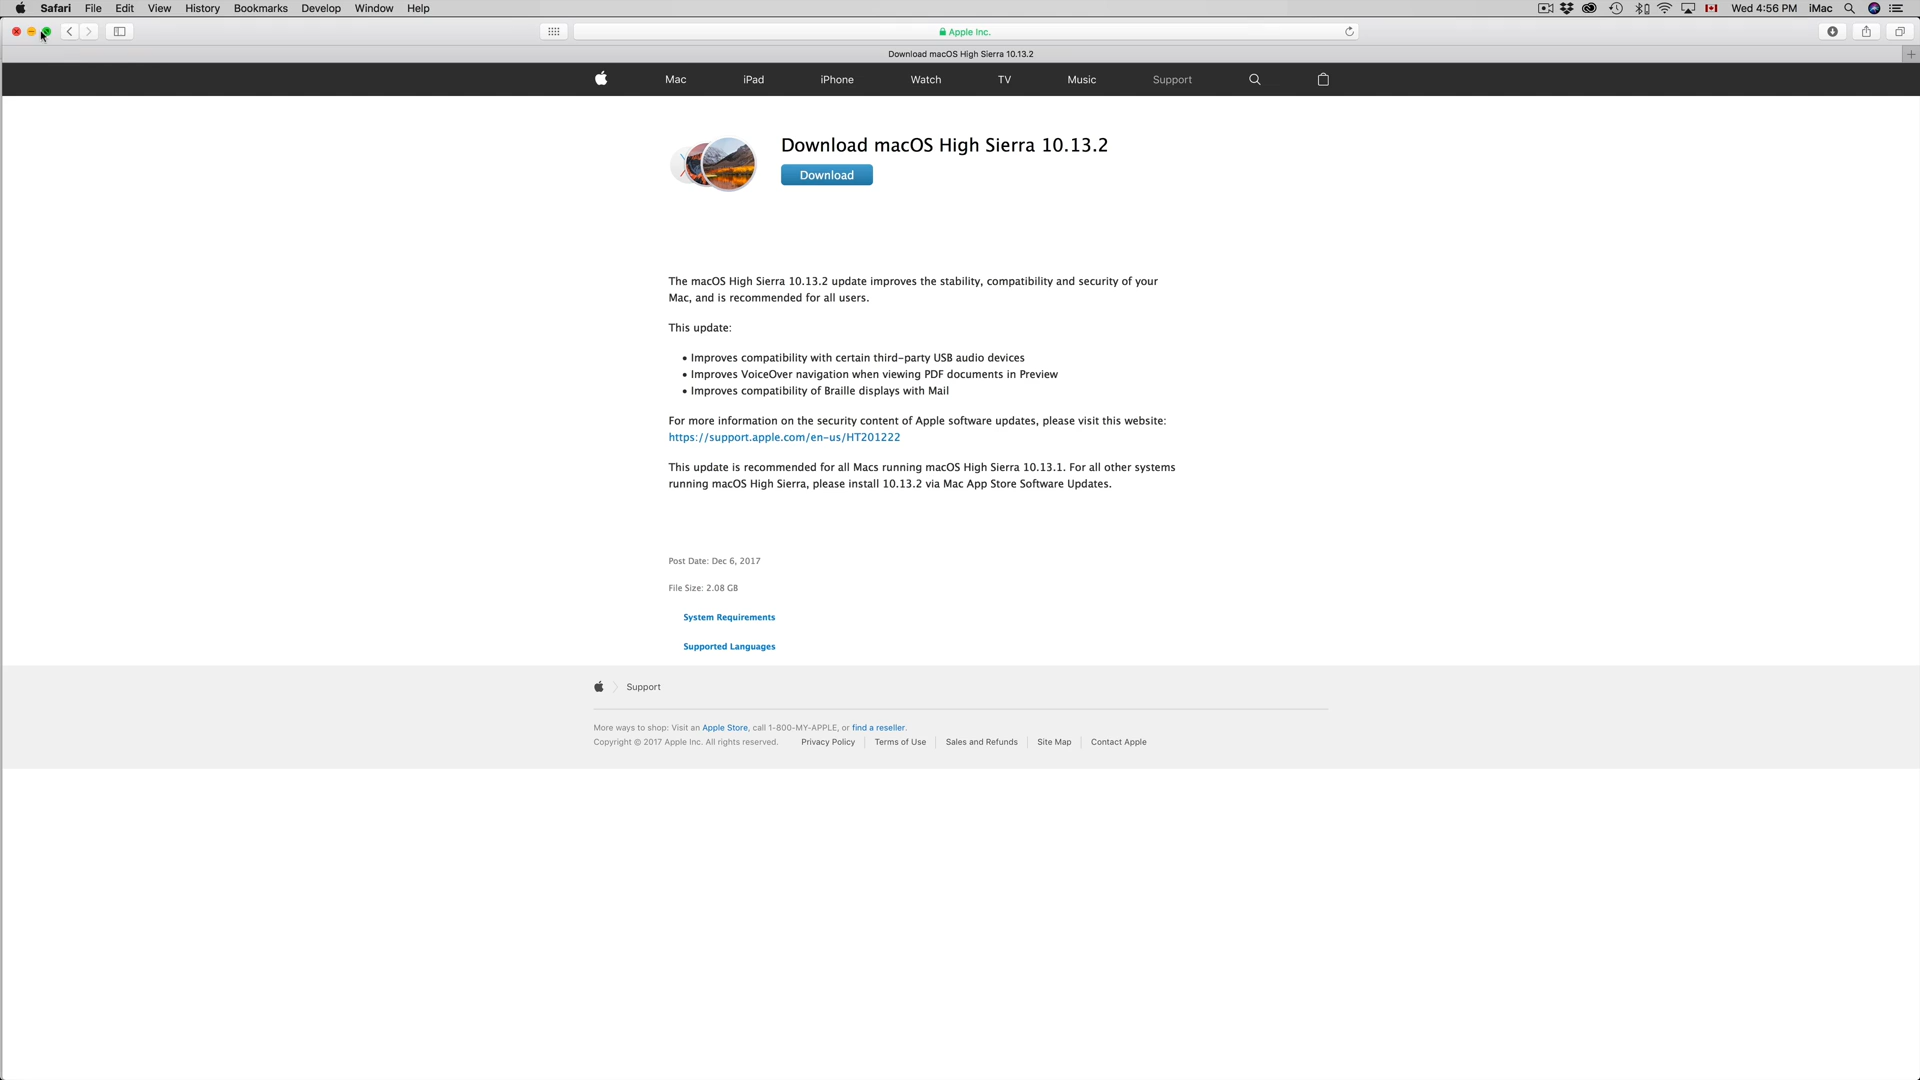 Safari File Edit View History Bookmarks Develop Window Help Wed 4:56 PM iMac
Apple Inc.
Download macOS High Sierra 10.13.2
Mac iPad iPhone Watch TV Music Support
Download macOS High Sierra 10.13.2
Download
The macOS High Sierra 10.13.2 update improves the stability, compatibility and security of your
Mac, and is recommended for all users.
This update:
• Improves compatibility with certain third-party USB audio devices
• Improves VoiceOver navigation when viewing PDF documents in Preview
• Improves compatibility of Braille displays with Mail
For more information on the security content of Apple software updates, please visit this website:
https://support.apple.com/en-us/HT201222
This update is recommended for all Macs running macOS High Sierra 10.13.1. For all other systems
running macOS High Sierra, please install 10.13.2 via Mac App Store Software Updates.
Post Date: Dec 6, 2017
File Size: 2.08 GB
System Requirements
Supported Languages
Support
More ways to shop: Visit an Apple Store, call 1-800-MY-APPLE, or find a reseller.
Copyright © 2017 Apple Inc. All rights reserved. Privacy Policy Terms of Use Sales and Refunds Site Map Contact Apple